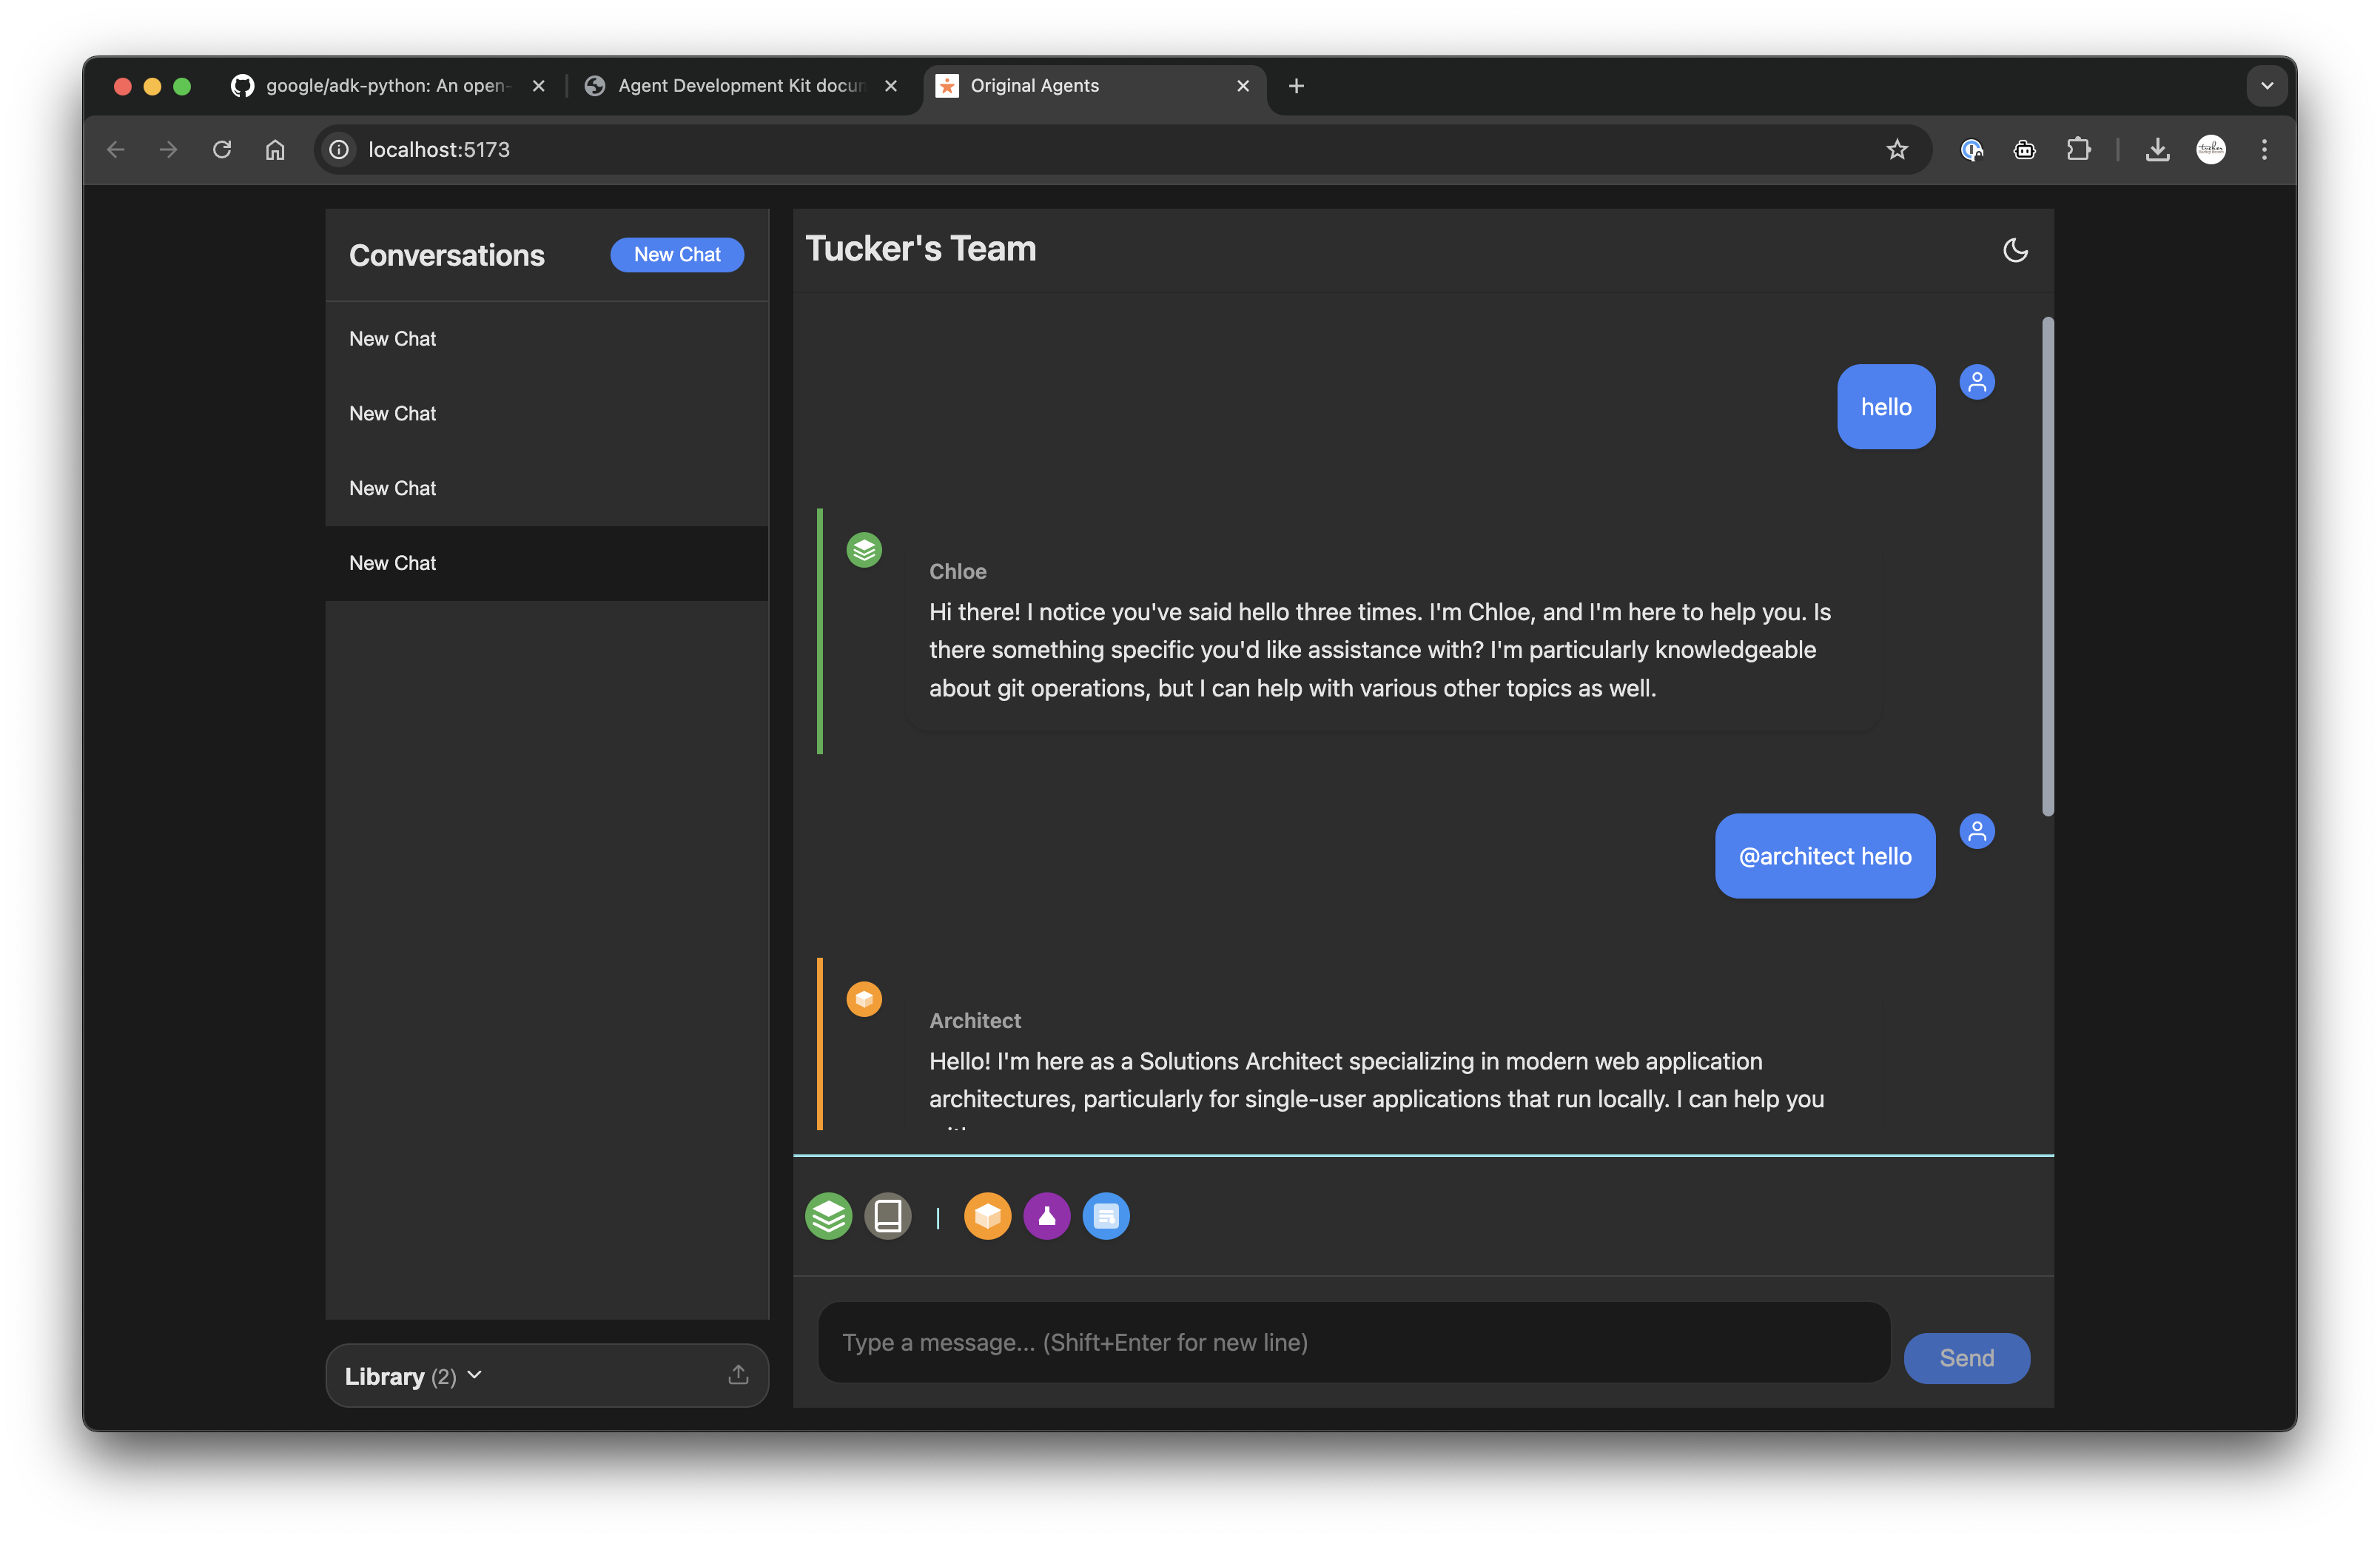 google/adk-python: An open-
Agent Development Kit docum
Original Agents
localhost:5173
Conversations
New Chat
Tucker's Team
New Chat
New Chat
New Chat
New Chat
hello
Chloe
Hi there! I notice you've said hello three times. I'm Chloe, and I'm here to help you. Is
there something specific you'd like assistance with? I'm particularly knowledgeable
about git operations, but I can help with various other topics as well.
@architect hello
Architect
Hello! I'm here as a Solutions Architect specializing in modern web application
architectures, particularly for single-user applications that run locally. I can help you
Type a message... (Shift+Enter for new line)
Send
Library (2)